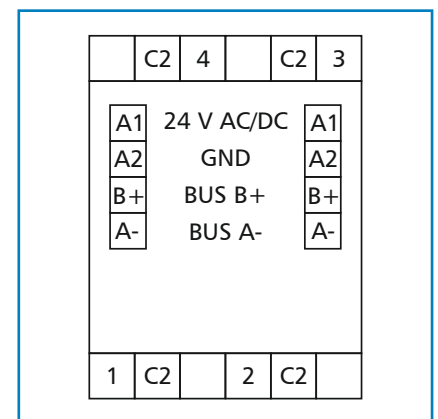 C2 4 C2 3
A1 24 V AC/DC A1
A2 GND A2
B+ BUS B+ B+
A- BUS A- A-
1 C2 2 C2